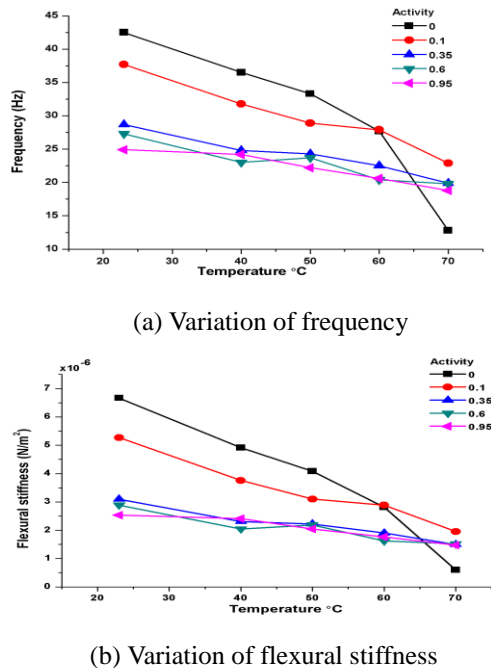 Activity
0
0.1
0.35
0.6
0.95
45
40
35
30
25
20
15
10
Frequency (Hz)
20 30 40 50 60 70
Temperature °C
(a) Variation of frequency
x10⁻⁶
Activity
0
0.1
0.35
0.6
0.95
7
6
5
4
3
2
1
0
Flexural stiffness (N/m²)
20 30 40 50 60 70
Temperature °C
(b) Variation of flexural stiffness